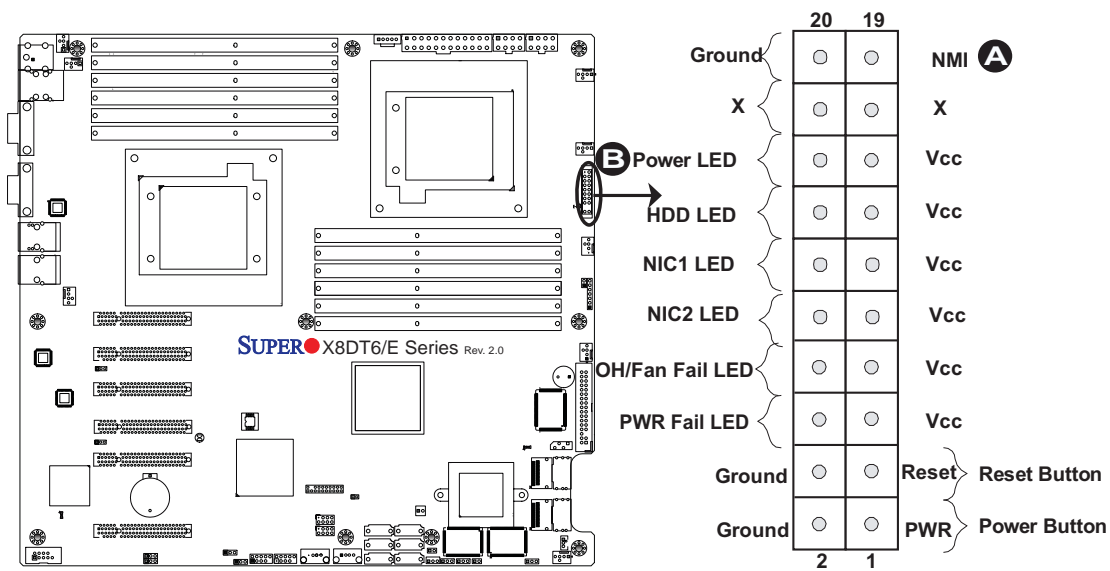 20 19
Ground NMI A
X X
B Power LED Vcc
HDD LED Vcc
NIC1 LED Vcc
NIC2 LED Vcc
OH/Fan Fail LED Vcc
PWR Fail LED Vcc
Ground Reset Reset Button
Ground PWR Power Button
2 1
SUPER X8DT6/E Series Rev. 2.0